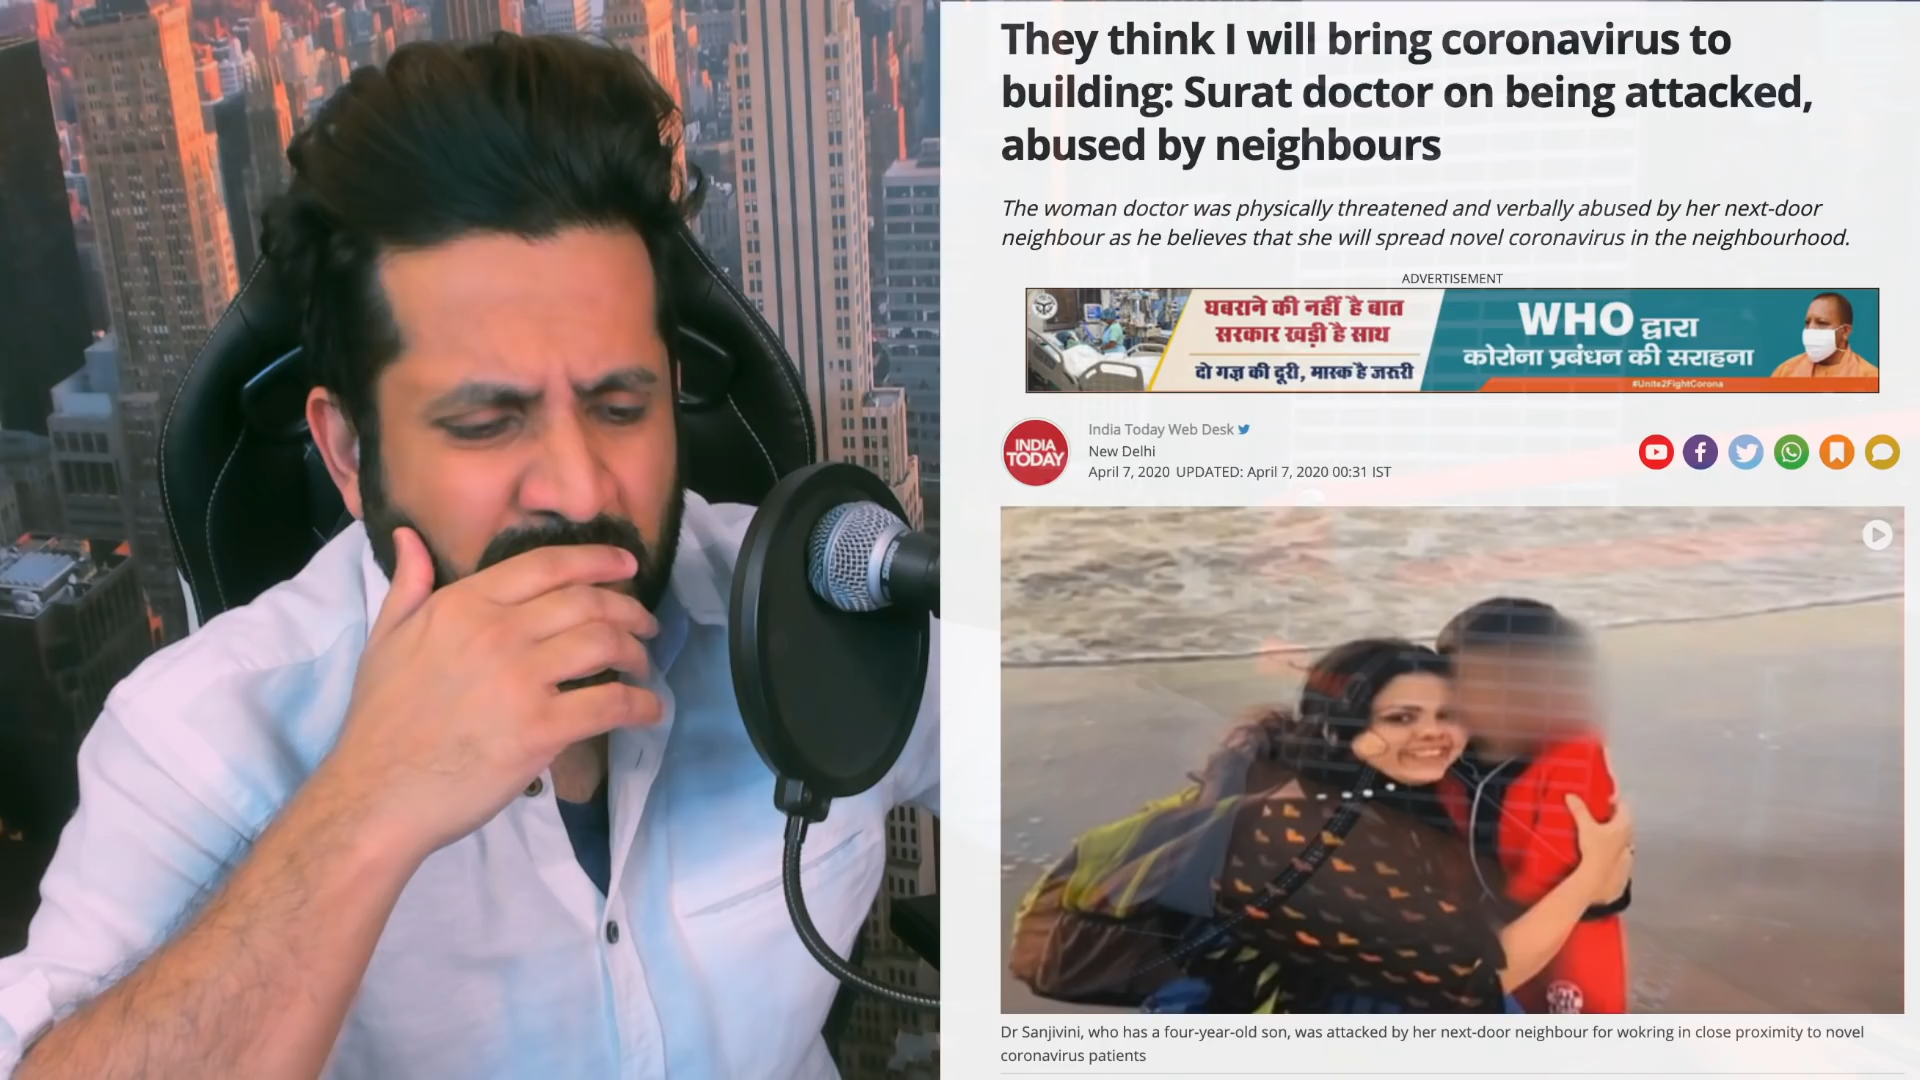 They think I will bring coronavirus to
building: Surat doctor on being attacked,
abused by neighbours
The woman doctor was physically threatened and verbally abused by her next-door
neighbour as he believes that she will spread novel coronavirus in the neighbourhood.
ADVERTISEMENT
घबराने की नहीं है बात
सरकार खड़ी है साथ
दो गज़ की दूरी, मास्क है जरूरी
WHO द्वारा
कोरोना प्रबंधन की सराहना
#Unite2FightCorona
INDIA
TODAY
India Today Web Desk
New Delhi
April 7, 2020 UPDATED: April 7, 2020 00:31 IST
Dr Sanjivini, who has a four-year-old son, was attacked by her next-door neighbour for wokring in close proximity to novel
coronavirus patients